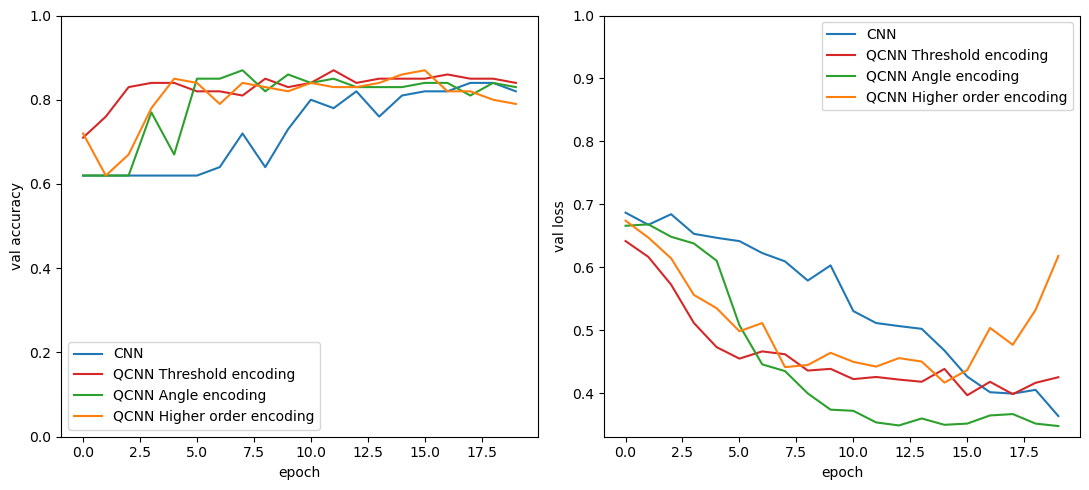 1.0
0.8
0.6
0.4
0.2
0.0
val accuracy
0.0 2.5 5.0 7.5 10.0 12.5 15.0 17.5
epoch
CNN
QCNN Threshold encoding
QCNN Angle encoding
QCNN Higher order encoding
1.0
0.9
0.8
0.7
0.6
0.5
0.4
val loss
0.0 2.5 5.0 7.5 10.0 12.5 15.0 17.5
epoch
CNN
QCNN Threshold encoding
QCNN Angle encoding
QCNN Higher order encoding